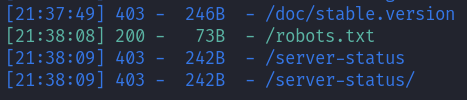 [21:37:49] 403 -  246B  - /doc/stable.version
[21:38:08] 200 -   73B  - /robots.txt
[21:38:09] 403 -  242B  - /server-status
[21:38:09] 403 -  242B  - /server-status/